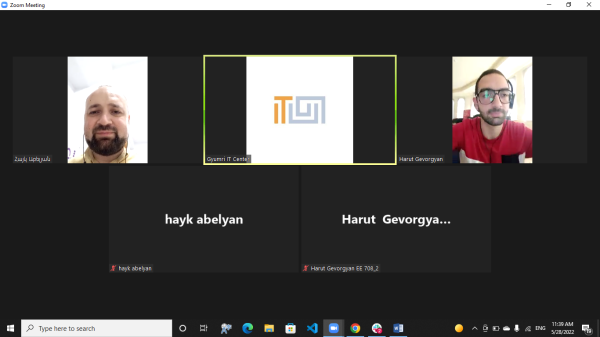 Zoom Meeting
Հայկ Աբելյան
Gyumri IT Center
Harut Gevorgyan
hayk abelyan
Harut Gevorgya...
hayk abelyan
Harut Gevorgyan EE 708_2
Type here to search
ENG
11:39 AM
5/28/2022